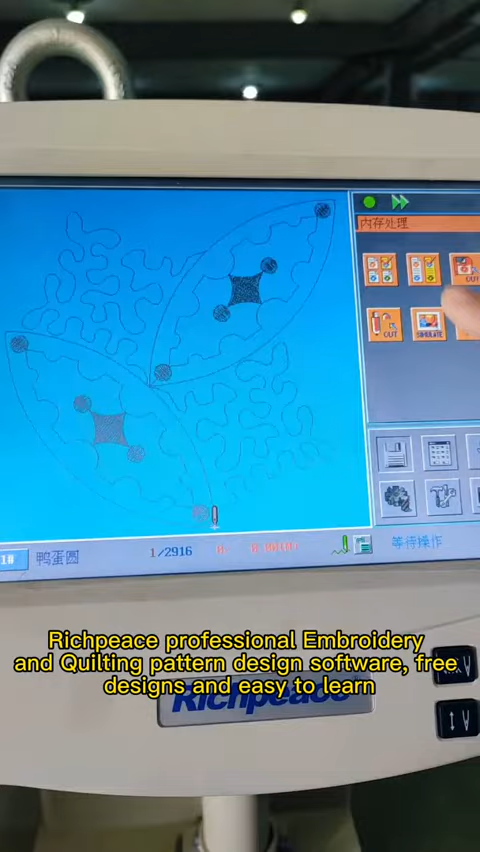 内存处理
OUT
OUT
SIMULATE
1#
鸭蛋圆
1/2916
等待操作
Richpeace professional Embroidery
and Quilting pattern design software, free
designs and easy to learn
Richpeace